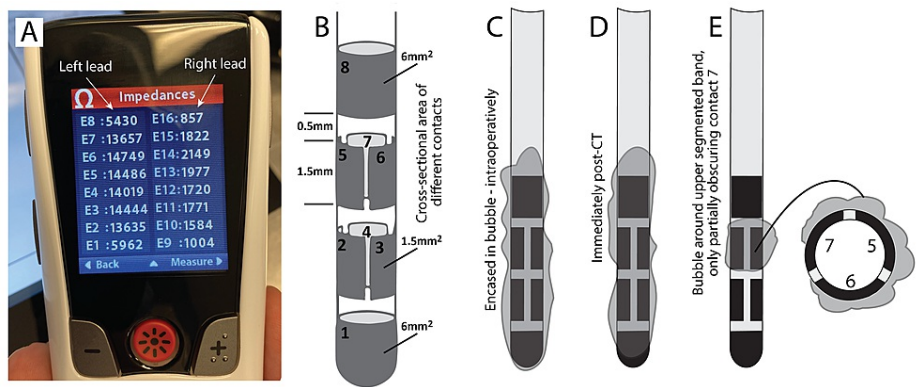 A
Left lead
Right lead
Ω Impedances
E8 :5430 E16:857
E7 :13657 E15:1822
E6 :14749 E14:2149
E5 :14486 E13:1977
E4 :14019 E12:1720
E3 :14444 E11:1771
E2 :13635 E10:1584
E1 :5962 E9 :1004
Back Measure
B
8
6mm²
0.5mm
7
5 6
1.5mm
4
2 3
1.5mm²
1
6mm²
Cross-sectional area of
different contacts
C
Encased in bubble - intraoperatively
D
Immediately post-CT
E
Bubble around upper segmented band,
only partially obscuring contact 7
7 5
6